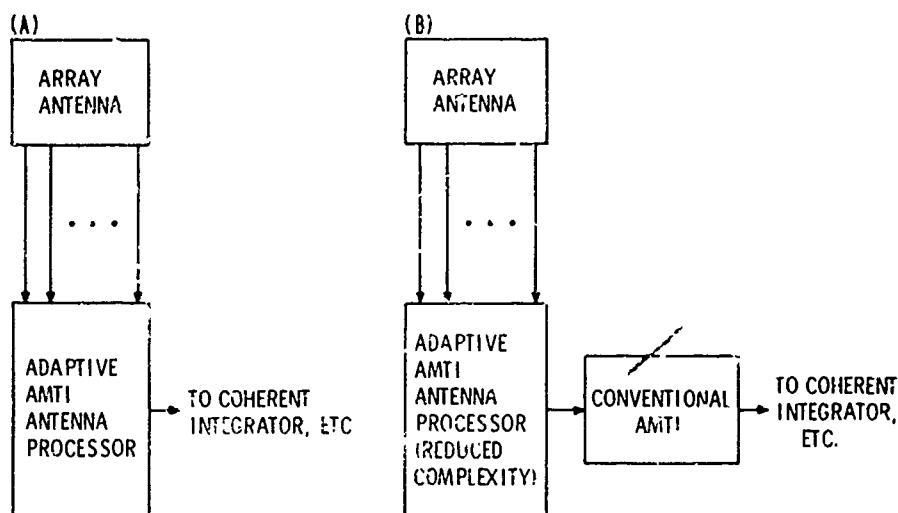 (A)
ARRAY
ANTENNA
. . .
ADAPTIVE
AMTI
ANTENNA
PROCESSOR
TO COHERENT
INTEGRATOR, ETC
(B)
ARRAY
ANTENNA
. . .
ADAPTIVE
AMTI
ANTENNA
PROCESSOR
(REDUCED
COMPLEXITY)
CONVENTIONAL
AMTI
TO COHERENT
INTEGRATOR,
ETC.